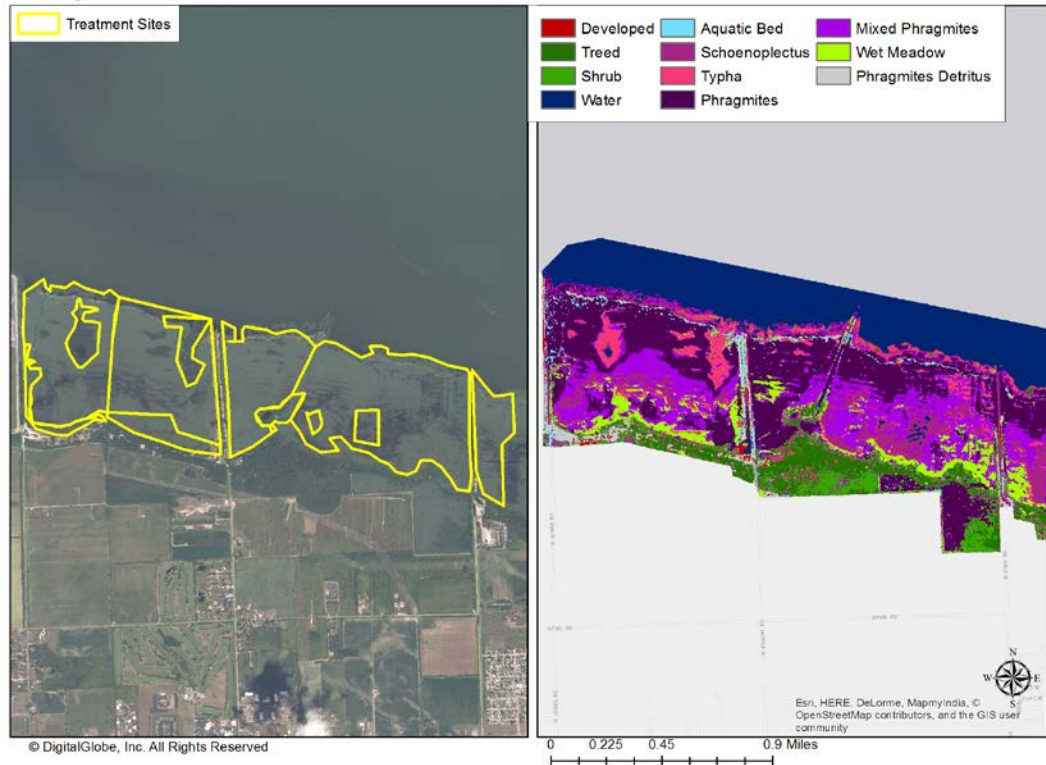 Treatment Sites
Developed
Treed
Shrub
Water
Aquatic Bed
Schoenoplectus
Typha
Phragmites
Mixed Phragmites
Wet Meadow
Phragmites Detritus
N
W E
S
Esri, HERE, DeLorme, MapmyIndia, ©
OpenStreetMap contributors, and the GIS user
community
© DigitalGlobe, Inc. All Rights Reserved
0 0.225 0.45 0.9 Miles